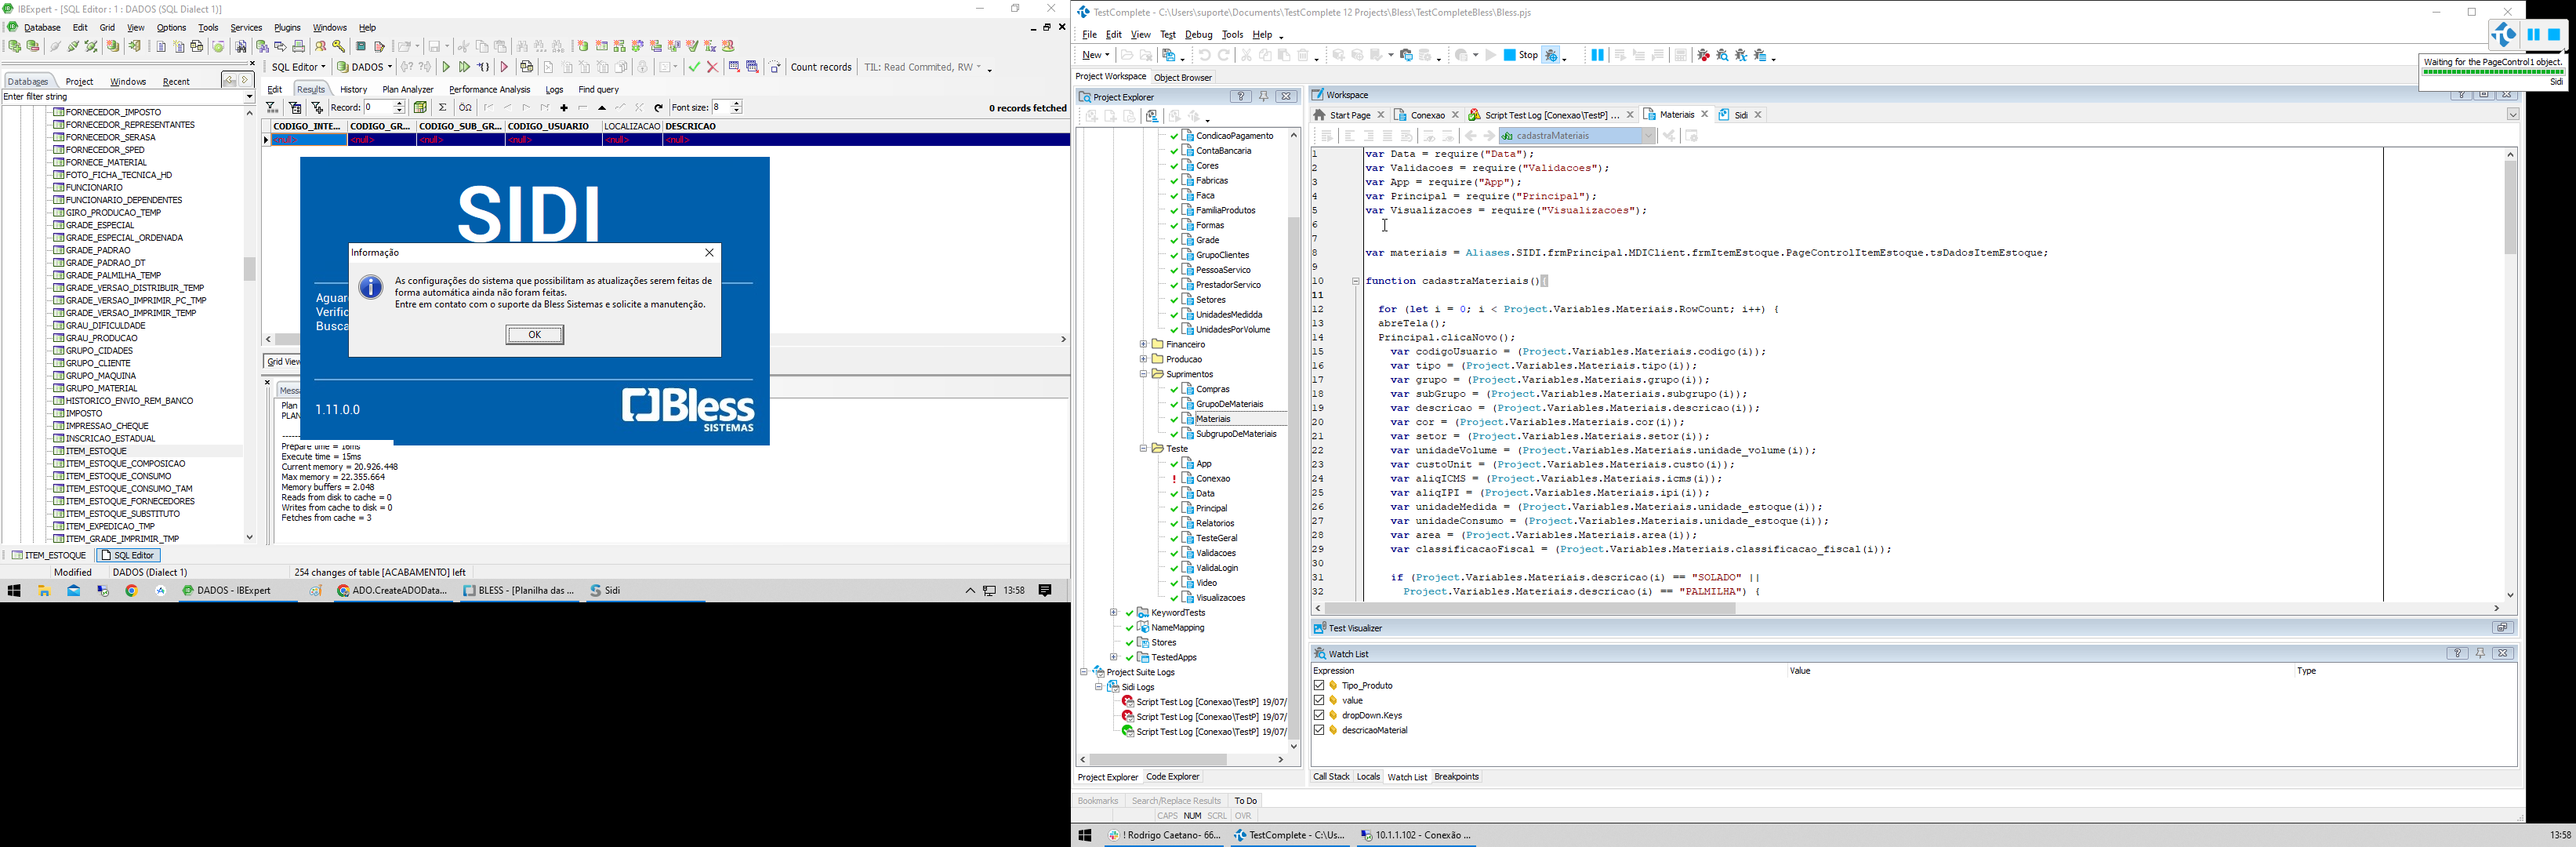 IBExpert - [SQL Editor : 1 : DADOS (SQL Dialect 1)]
Database Edit Grid View Options Tools Services Plugins Windows Help
SQL Editor DADOS Count records TIL: Read Commited, RW
Databases Project Windows Recent
Enter filter string
FORNECEDOR_IMPOSTO
FORNECEDOR_REPRESENTANTES
FORNECEDOR_SERASA
FORNECEDOR_SPED
FORNECE_MATERIAL
FOTO_FICHA_TECNICA_HD
FUNCIONARIO
FUNCIONARIO_DEPENDENTES
GIRO_PRODUCAO_TEMP
GRADE_ESPECIAL
GRADE_ESPECIAL_ORDENADA
GRADE_PADRAO
GRADE_PADRAO_DT
GRADE_PALMILHA_TEMP
GRADE_VERSAO_DISTRIBUIR_TEMP
GRADE_VERSAO_IMPRIMIR_PC_TMP
GRADE_VERSAO_IMPRIMIR_TEMP
GRAU_DIFICULDADE
GRAU_PRODUCAO
GRUPO_CIDADES
GRUPO_CLIENTE
GRUPO_MAQUINA
GRUPO_MATERIAL
HISTORICO_ENVIO_REM_BANCO
IMPOSTO
IMPRESSAO_CHEQUE
INSCRICAO_ESTADUAL
ITEM_ESTOQUE
ITEM_ESTOQUE_COMPOSICAO
ITEM_ESTOQUE_CONSUMO
ITEM_ESTOQUE_CONSUMO_TAM
ITEM_ESTOQUE_FORNECEDORES
ITEM_ESTOQUE_SUBSTITUTO
ITEM_EXPEDICAO_TMP
ITEM_GRADE_IMPRIMIR_TMP
Edit Results History Plan Analyzer Performance Analysis Logs Find query
Record: 0 Font size: 8 0 records fetched
CODIGO_INTE... CODIGO_GR... CODIGO_SUB_GR... CODIGO_USUARIO LOCALIZACAO DESCRICAO
<null> <null> <null> <null> <null> <null>
SIDI
Informação
As configurações do sistema que possibilitam as atualizações serem feitas de
forma automática ainda não foram feitas.
Entre em contato com o suporte da Bless Sistemas e solicite a manutenção.
OK
Aguar
Verific
Busca
1.11.0.0
Bless
SISTEMAS
Grid View
Messa
Plan
PLAN
Prepare time = 16ms
Execute time = 15ms
Current memory = 20.926.448
Max memory = 22.355.664
Memory buffers = 2.048
Reads from disk to cache = 0
Writes from cache to disk = 0
Fetches from cache = 3
ITEM_ESTOQUE SQL Editor
Modified DADOS (Dialect 1) 254 changes of table [ACABAMENTO] left
DADOS - IBExpert ADO.CreateADOData... BLESS - [Planilha das ... Sidi 13:58
TestComplete - C:\Users\suporte\Documents\TestComplete 12 Projects\Bless\TestCompleteBless\Bless.pjs
File Edit View Test Debug Tools Help
New Stop
Waiting for the PageControl1 object.
Sidi
Project Workspace Object Browser
Project Explorer
CondicaoPagamento
ContaBancaria
Cores
Fabricas
Faca
FamiliaProdutos
Formas
Grade
GrupoClientes
PessoaServico
PrestadorServico
Setores
UnidadesMedidda
UnidadesPorVolume
Financeiro
Producao
Suprimentos
Compras
GrupoDeMateriais
Materiais
SubgrupoDeMateriais
Teste
App
Conexao
Data
Principal
Relatorios
TesteGeral
Validacoes
ValidaLogin
Video
Visualizacoes
KeywordTests
NameMapping
Stores
TestedApps
Project Suite Logs
Sidi Logs
Script Test Log [Conexao\TestP] 19/07/
Script Test Log [Conexao\TestP] 19/07/
Script Test Log [Conexao\TestP] 19/07/
Project Explorer Code Explorer
Workspace
Start Page Conexao Script Test Log [Conexao\TestP] ... Materiais Sidi
cadastraMateriais
1 var Data = require("Data");
2 var Validacoes = require("Validacoes");
3 var App = require("App");
4 var Principal = require("Principal");
5 var Visualizacoes = require("Visualizacoes");
6
7
8 var materiais = Aliases.SIDI.frmPrincipal.MDIClient.frmItemEstoque.PageControlItemEstoque.tsDadosItemEstoque;
9
10 function cadastraMateriais(){
11
12 for (let i = 0; i < Project.Variables.Materiais.RowCount; i++) {
13 abreTela();
14 Principal.clicaNovo();
15 var codigoUsuario = (Project.Variables.Materiais.codigo(i));
16 var tipo = (Project.Variables.Materiais.tipo(i));
17 var grupo = (Project.Variables.Materiais.grupo(i));
18 var subGrupo = (Project.Variables.Materiais.subgrupo(i));
19 var descricao = (Project.Variables.Materiais.descricao(i));
20 var cor = (Project.Variables.Materiais.cor(i));
21 var setor = (Project.Variables.Materiais.setor(i));
22 var unidadeVolume = (Project.Variables.Materiais.unidade_volume(i));
23 var custoUnit = (Project.Variables.Materiais.custo(i));
24 var aliqICMS = (Project.Variables.Materiais.icms(i));
25 var aliqIPI = (Project.Variables.Materiais.ipi(i));
26 var unidadeMedida = (Project.Variables.Materiais.unidade_estoque(i));
27 var unidadeConsumo = (Project.Variables.Materiais.unidade_estoque(i));
28 var area = (Project.Variables.Materiais.area(i));
29 var classificacaoFiscal = (Project.Variables.Materiais.classificacao_fiscal(i));
30
31 if (Project.Variables.Materiais.descricao(i) == "SOLADO" ||
32 Project.Variables.Materiais.descricao(i) == "PALMILHA") {
Test Visualizer
Watch List
Expression Value Type
Tipo_Produto
value
dropDown.Keys
descricaoMaterial
Call Stack Locals Watch List Breakpoints
Bookmarks Search/Replace Results To Do
CAPS NUM SCRL OVR
! Rodrigo Caetano- 66... TestComplete - C:\Us... 10.1.1.102 - Conexão ... 13:58